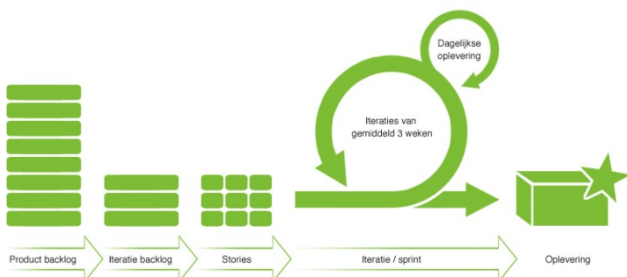 Dagelijkse
oplevering
Iteraties van
gemiddeld 3 weken
Product backlog
Iteratie backlog
Stories
Iteratie / sprint
Oplevering